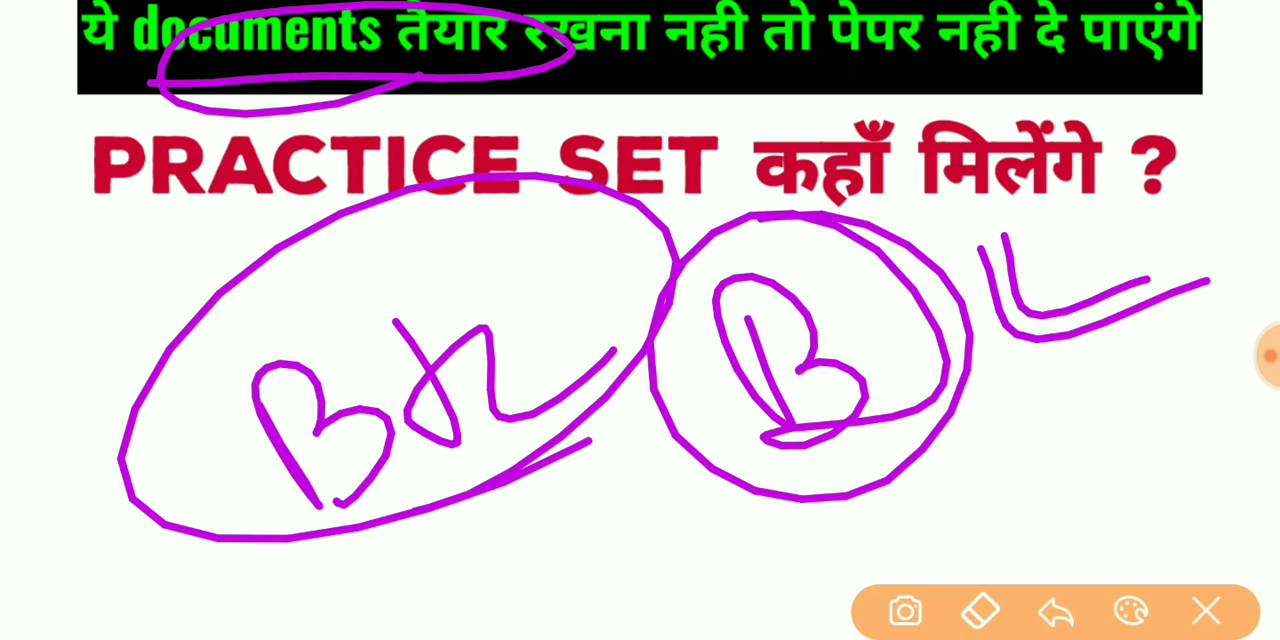 ये documents तैयार रखना नही तो पेपर नही दे पाएंगे
PRACTICE SET कहाँ मिलेंगे ?
B